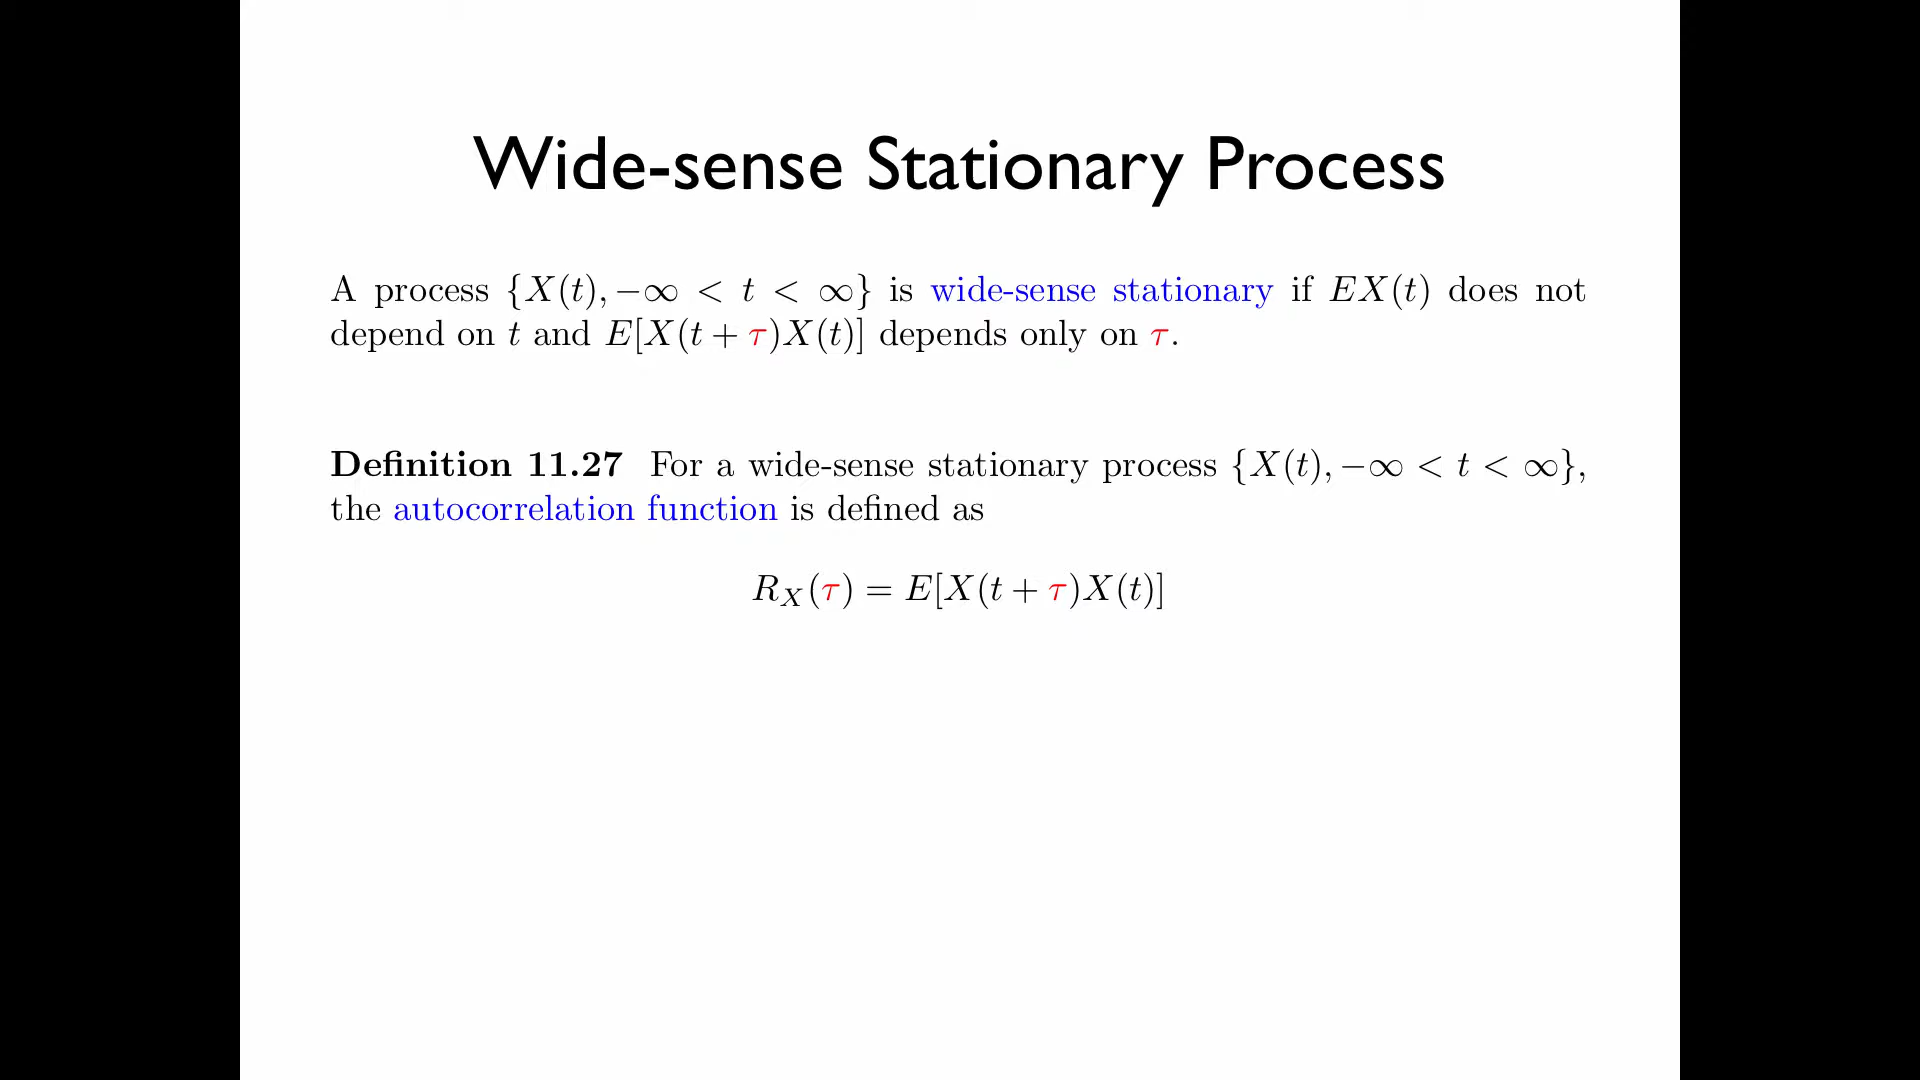 Wide-sense Stationary Process
A process {X(t), −∞ < t < ∞} is wide-sense stationary if EX(t) does not
depend on t and E[X(t + τ)X(t)] depends only on τ.
Definition 11.27 For a wide-sense stationary process {X(t), −∞ < t < ∞},
the autocorrelation function is defined as
R_X(τ) = E[X(t + τ)X(t)]